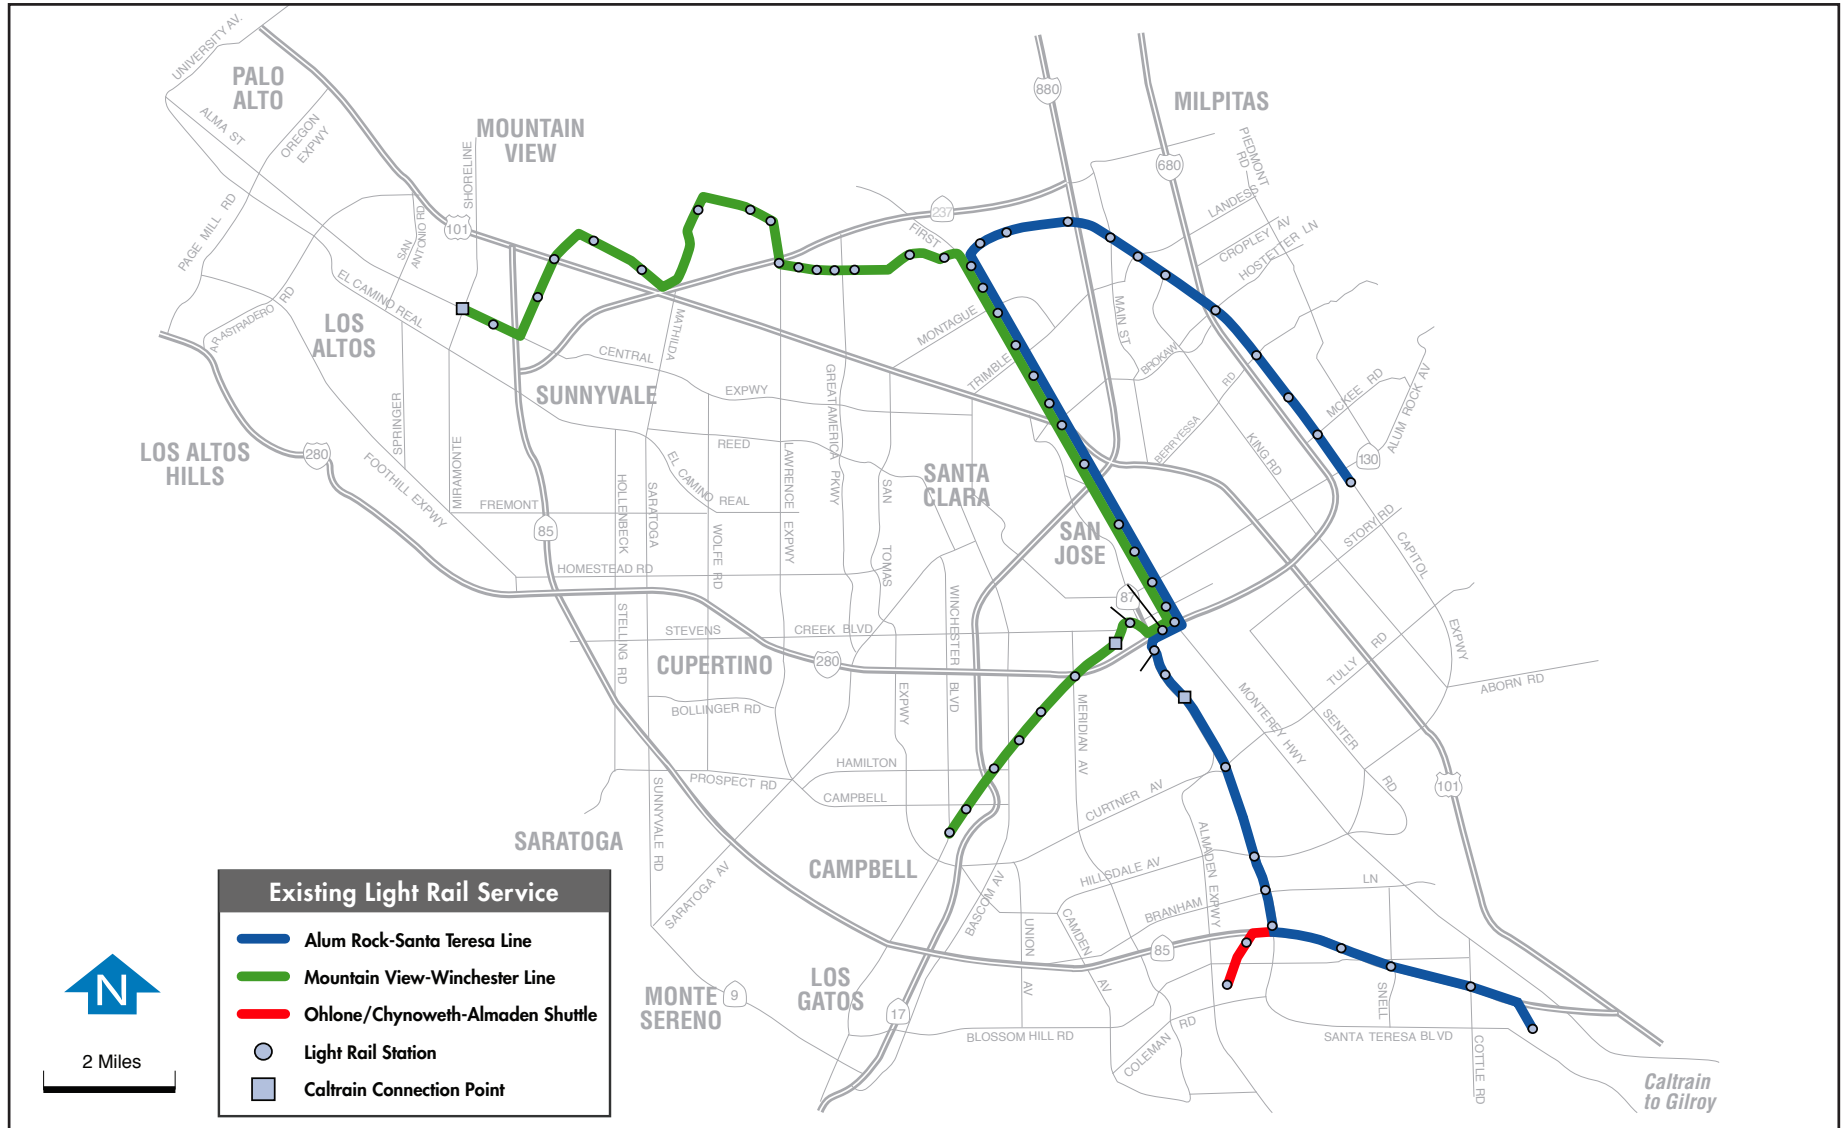 UNIVERSITY AV.
PALO
ALTO
ALMA ST
OREGON
EXPWY
MOUNTAIN
VIEW
SHORELINE
880
MILPITAS
680
PIEDMONT
RD
LANDESS
CROPLEY AV
HOSTETTER LN
PAGE MILL RD
SAN
ANTONIO RD
101
237
FIRST
EL CAMINO REAL
ARASTRADERO RD
LOS
ALTOS
MATHILDA
MONTAGUE
MAIN ST
CENTRAL
EXPWY
TRIMBLE
BROKAW
RD
SUNNYVALE
GREAT AMERICA PKWY
MCKEE RD
ALUM ROCK AV
130
SPRINGER
MIRAMONTE
LOS ALTOS
HILLS
280
FOOTHILL EXPWY
REED
EL CAMINO REAL
LAWRENCE EXPWY
BERRYESSA
KING RD
SANTA
CLARA
FREMONT
85
HOLLENBECK
SARATOGA
WOLFE RD
SAN
TOMAS
SAN
JOSE
STORY RD
CAPITOL
EXPWY
HOMESTEAD RD
87
STELLING RD
STEVENS
CREEK BLVD
WINCHESTER
BLVD
CUPERTINO
280
EXPWY
MERIDIAN AV
MONTEREY HWY
TULLY RD
SENTER
RD
ABORN RD
BOLLINGER RD
HAMILTON
PROSPECT RD
CAMPBELL
CURTNER AV
101
SUNNYVALE RD
SARATOGA
SARATOGA AV
CAMPBELL
ALMADEN EXPWY
HILLSDALE AV
BRANHAM
LN
BASCOM AV
UNION
AV
CAMDEN
AV
85
LOS
GATOS
MONTE
SERENO
9
17
SNELL
BLOSSOM HILL RD
COLEMAN RD
SANTA TERESA BLVD
COTTLE RD
Caltrain
to Gilroy
N
2 Miles
Existing Light Rail Service
Alum Rock-Santa Teresa Line
Mountain View-Winchester Line
Ohlone/Chynoweth-Almaden Shuttle
Light Rail Station
Caltrain Connection Point